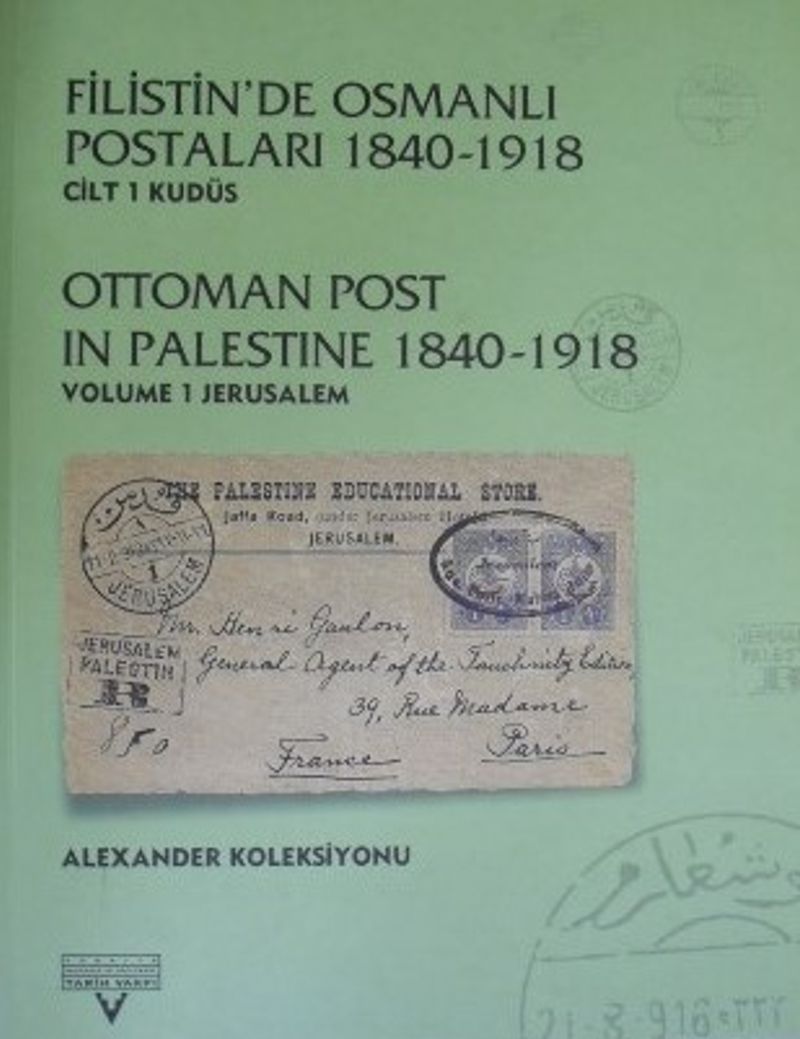 FİLİSTİN'DE OSMANLI
POSTALARI 1840-1918
CİLT 1 KUDÜS
OTTOMAN POST
IN PALESTINE 1840-1918
VOLUME 1 JERUSALEM
THE PALESTINE EDUCATIONAL STORE.
Jaffa Road,
JERUSALEM.
JERUSALEM
Mr. Henri Gaulon,
JERUSALEM
PALESTIN
R
General Agent of the Tauchnitz Edition
39, Rue Madame
850
Paris
France
ALEXANDER KOLEKSİYONU
TARİH VAKFI
21-8-916